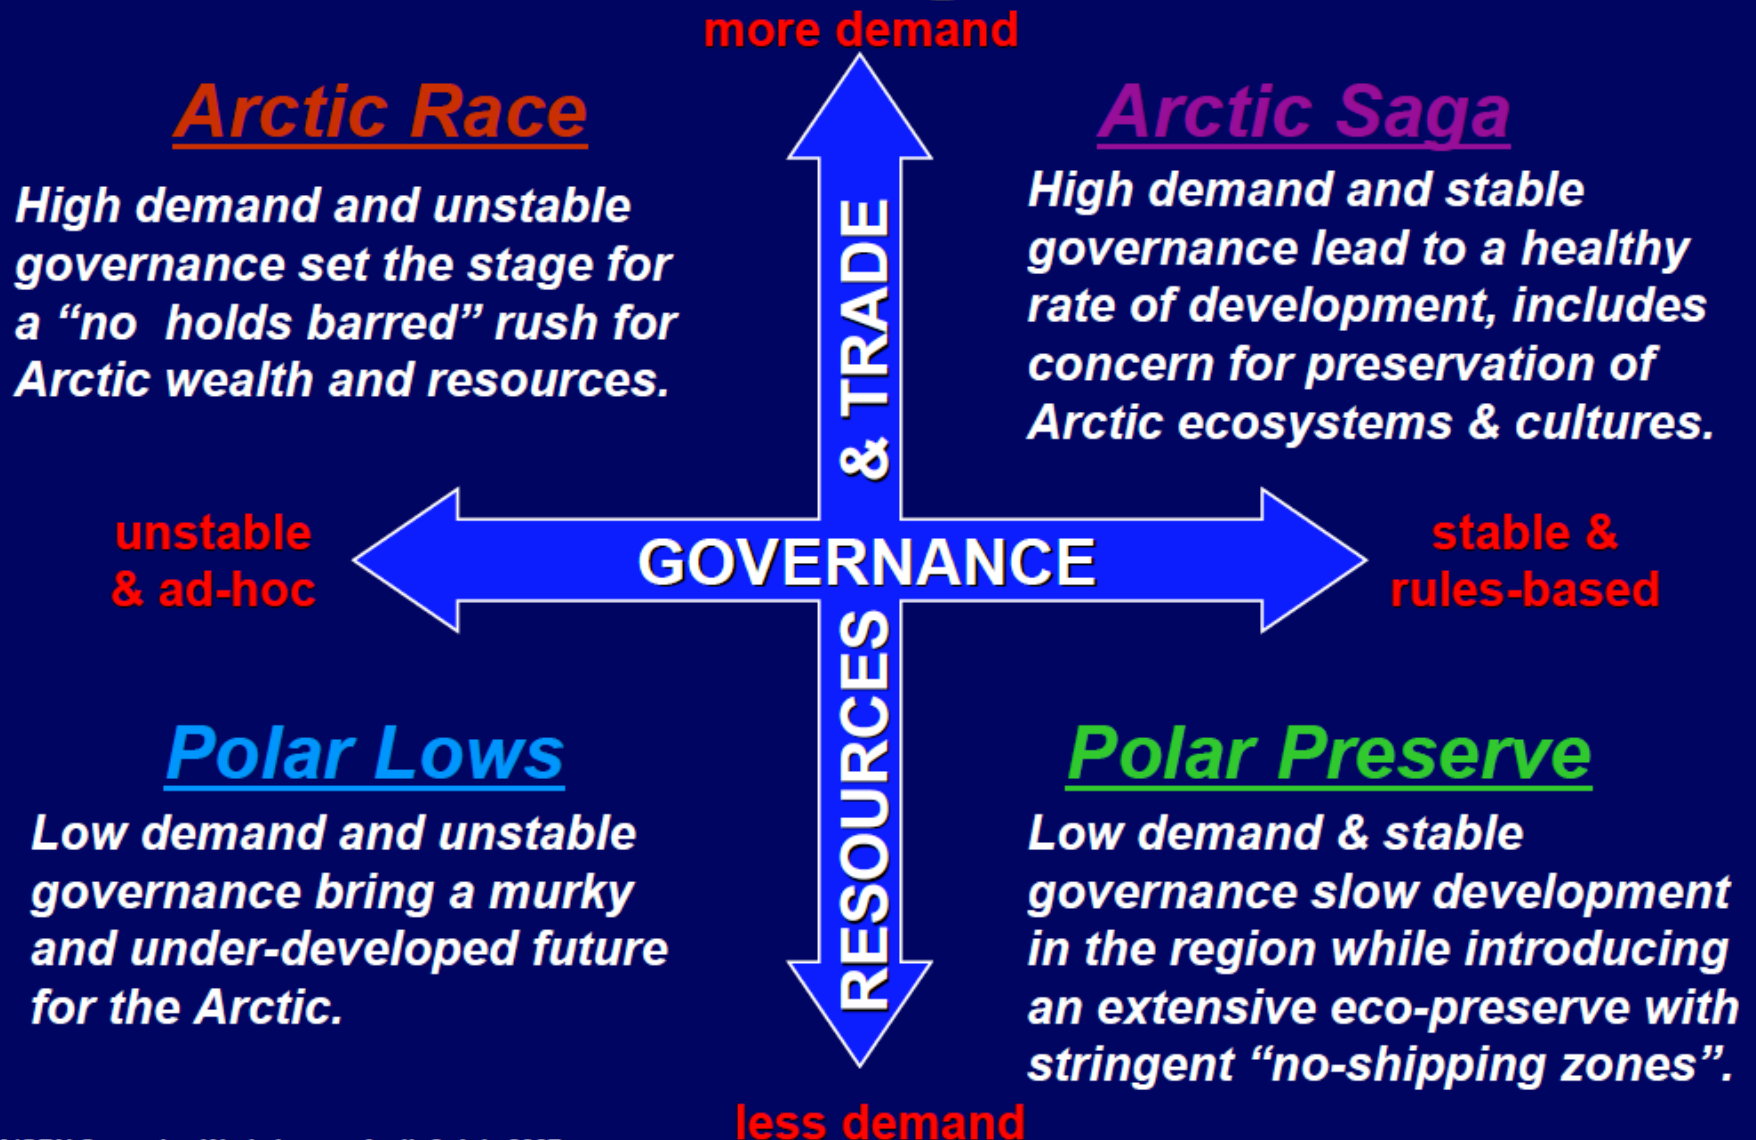 more demand
Arctic Race
High demand and unstable
governance set the stage for
a “no holds barred” rush for
Arctic wealth and resources.
Arctic Saga
High demand and stable
governance lead to a healthy
rate of development, includes
concern for preservation of
Arctic ecosystems & cultures.
unstable
& ad-hoc
GOVERNANCE
stable &
rules-based
RESOURCES & TRADE
Polar Lows
Low demand and unstable
governance bring a murky
and under-developed future
for the Arctic.
Polar Preserve
Low demand & stable
governance slow development
in the region while introducing
an extensive eco-preserve with
stringent “no-shipping zones”.
less demand